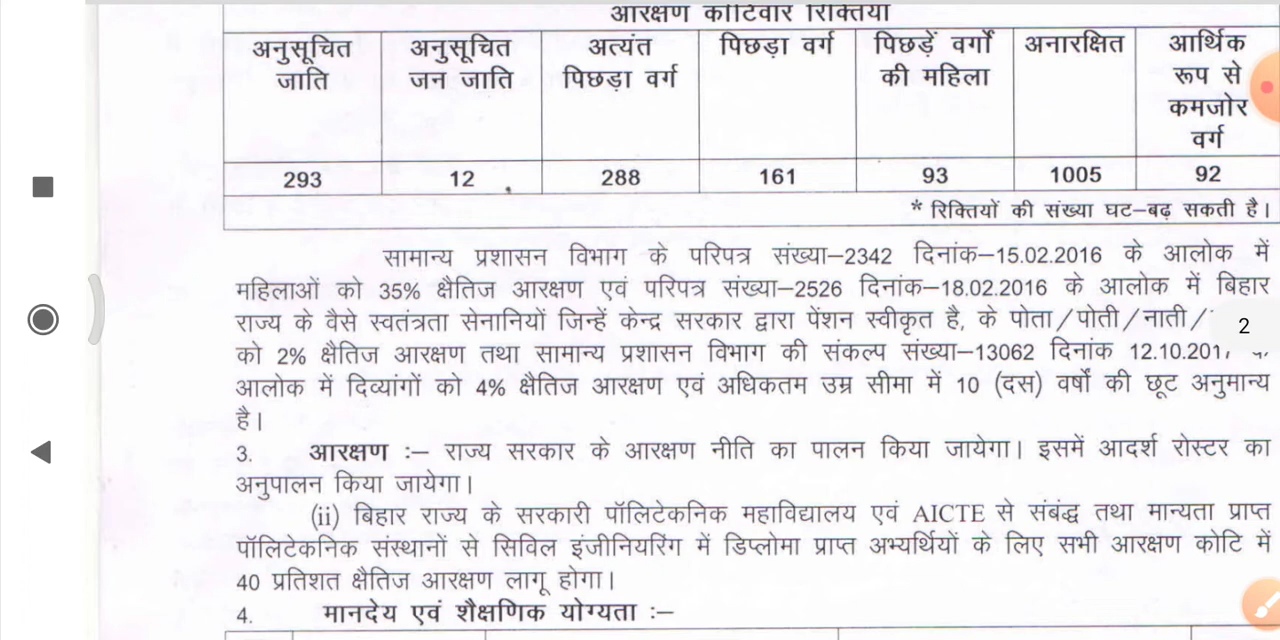 आरक्षण कोटिवार रिक्तियाँ
अनुसूचित जाति
अनुसूचित जन जाति
अत्यंत पिछड़ा वर्ग
पिछड़ा वर्ग
पिछड़ें वर्गों की महिला
अनारक्षित
आर्थिक रूप से कमजोर वर्ग
293 12 288 161 93 1005 92
* रिक्तियों की संख्या घट–बढ़ सकती है।
सामान्य प्रशासन विभाग के परिपत्र संख्या–2342 दिनांक–15.02.2016 के आलोक में
महिलाओं को 35% क्षैतिज आरक्षण एवं परिपत्र संख्या–2526 दिनांक–18.02.2016 के आलोक में बिहार
राज्य के वैसे स्वतंत्रता सेनानियों जिन्हें केन्द्र सरकार द्वारा पेंशन स्वीकृत है, के पोता/पोती/नाती/
2
को 2% क्षैतिज आरक्षण तथा सामान्य प्रशासन विभाग की संकल्प संख्या–13062 दिनांक 12.10.2017
आलोक में दिव्यांगों को 4% क्षैतिज आरक्षण एवं अधिकतम उम्र सीमा में 10 (दस) वर्षों की छूट अनुमान्य
है।
3. आरक्षण :– राज्य सरकार के आरक्षण नीति का पालन किया जायेगा। इसमें आदर्श रोस्टर का
अनुपालन किया जायेगा।
(ii) बिहार राज्य के सरकारी पॉलिटेकनिक महाविद्यालय एवं AICTE से संबंद्ध तथा मान्यता प्राप्त
पॉलिटेकनिक संस्थानों से सिविल इंजीनियरिंग में डिप्लोमा प्राप्त अभ्यर्थियों के लिए सभी आरक्षण कोटि में
40 प्रतिशत क्षैतिज आरक्षण लागू होगा।
4. मानदेय एवं शैक्षणिक योग्यता :–